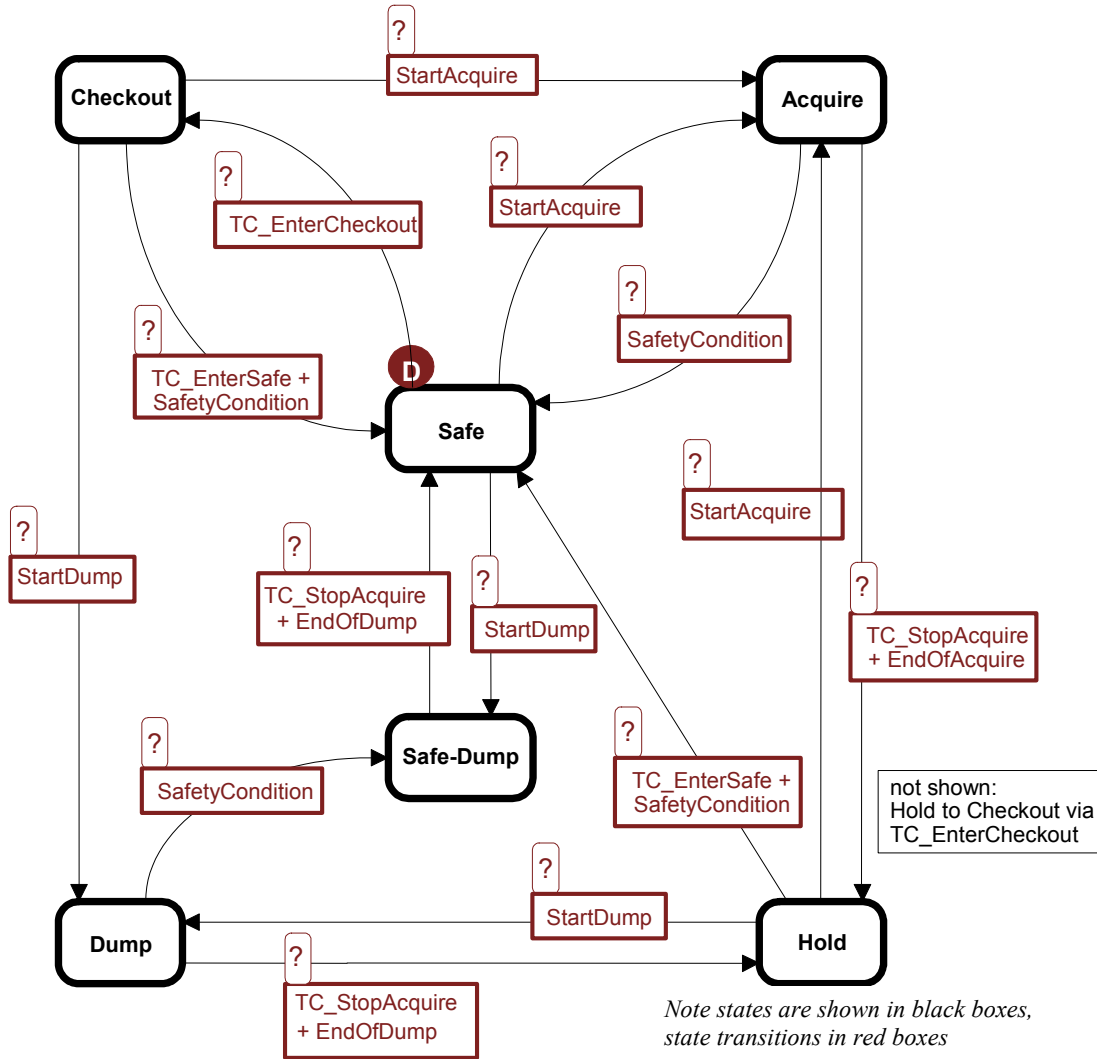 ?
StartAcquire
Checkout
Acquire
?
TC_EnterCheckout
?
StartAcquire
?
SafetyCondition
?
TC_EnterSafe +
SafetyCondition
D
Safe
?
StartAcquire
?
StartDump
?
TC_StopAcquire
+ EndOfDump
?
StartDump
?
TC_StopAcquire
+ EndOfAcquire
?
SafetyCondition
Safe-Dump
?
TC_EnterSafe +
SafetyCondition
not shown:
Hold to Checkout via
TC_EnterCheckout
?
StartDump
Dump
Hold
?
TC_StopAcquire
+ EndOfDump
Note states are shown in black boxes,
state transitions in red boxes